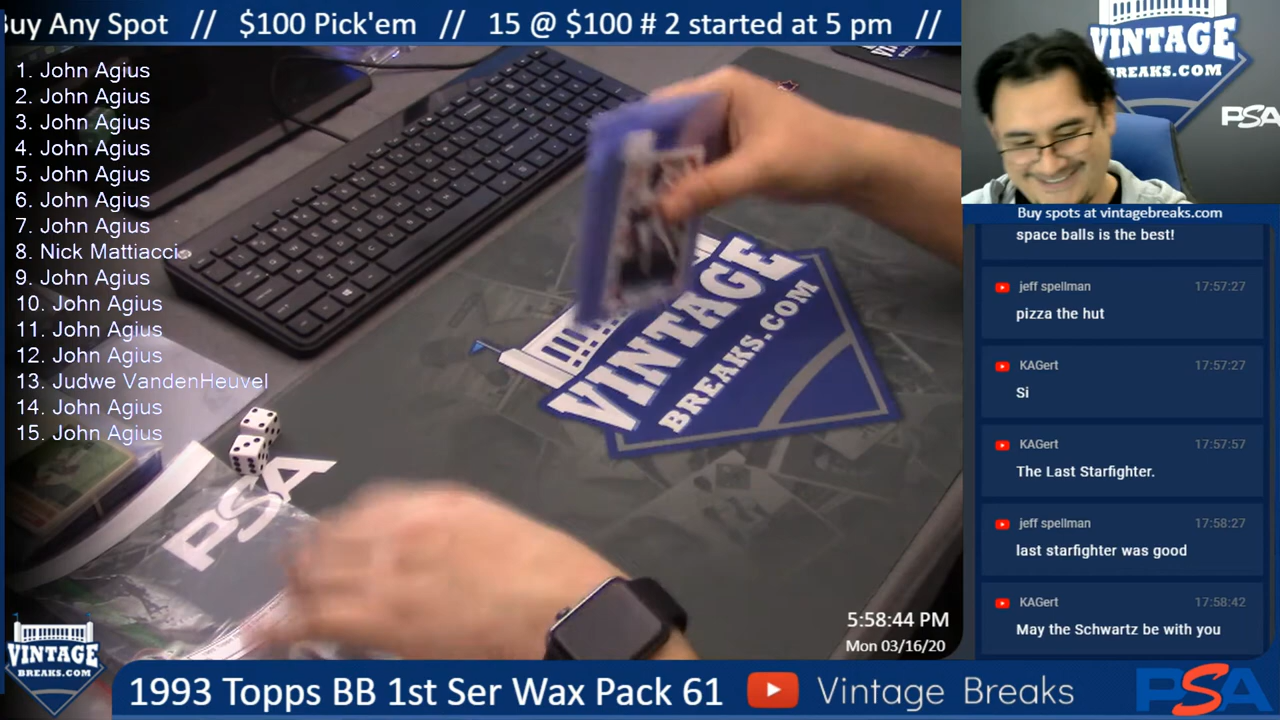 Buy Any Spot // $100 Pick'em // 15 @ $100 # 2 started at 5 pm //
1. John Agius
2. John Agius
3. John Agius
4. John Agius
5. John Agius
6. John Agius
7. John Agius
8. Nick Mattiacci
9. John Agius
10. John Agius
11. John Agius
12. John Agius
13. Judwe VandenHeuvel
14. John Agius
15. John Agius
VINTAGE
BREAKS.COM
PSA
VINTAGE
BREAKS.COM
PSA
Buy spots at vintagebreaks.com
space balls is the best!
jeff spellman 17:57:27
pizza the hut
KAGert 17:57:27
Si
KAGert 17:57:57
The Last Starfighter.
jeff spellman 17:58:27
last starfighter was good
KAGert 17:58:42
May the Schwartz be with you
5:58:44 PM
Mon 03/16/20
VINTAGE
BREAKS.COM
1993 Topps BB 1st Ser Wax Pack 61
Vintage Breaks
PSA